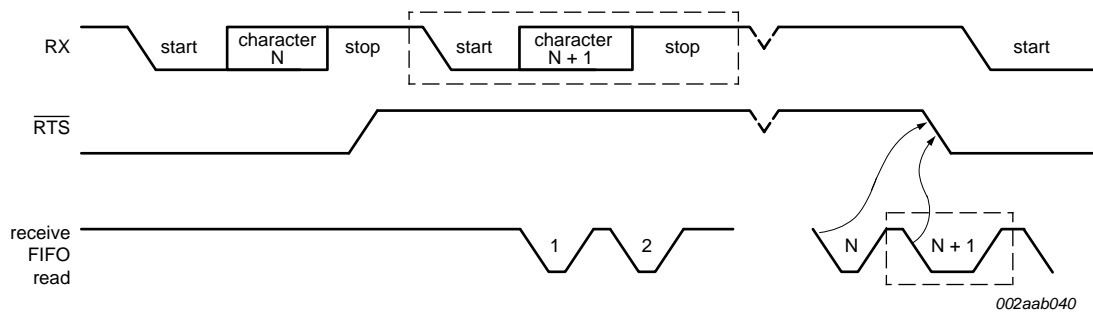 RX
start
character
N
stop
start
character
N + 1
stop
start
RTS
receive
FIFO
read
1
2
N
N + 1
002aab040